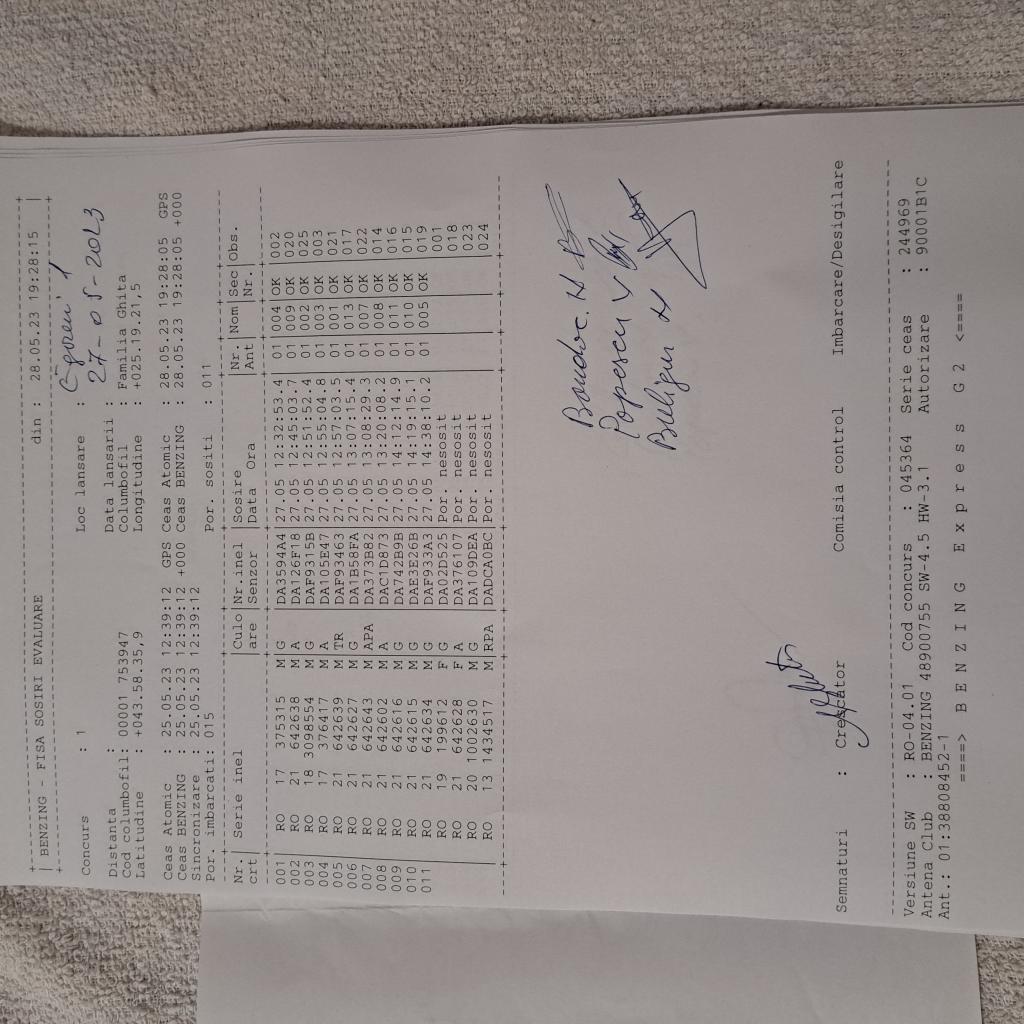 | BENZING - FISA SOSIRI EVALUARE din : 28.05.23 19:28:15 |
Concurs : 1 Loc lansare : 1
Distanta : Data lansarii : 27-05-2023
Cod columbofil: 00001 753947 Columbofil : Familia Ghita
Latitudine : +043.58.35,9 Longitudine : +025.19.21,5
Ceas Atomic : 25.05.23 12:39:12 GPS Ceas Atomic : 28.05.23 19:28:05 GPS
Ceas BENZING : 25.05.23 12:39:12 +000 Ceas BENZING : 28.05.23 19:28:05 +000
Sincronizare : 25.05.23 12:39:12
Por. imbarcati: 015 Por. sositi : 011
Nr. | Serie inel | Culo | Nr.inel | Sosire | Nr. | Nom | Sec | Obs.
crt | | are | Senzor | Data Ora | Ant | | Nr. |
001 RO 17 375315 M G DA3594A4 27.05 12:32:53.4 01 004 OK 002
002 RO 21 642638 M A DA126F18 27.05 12:45:03.7 01 009 OK 020
003 RO 18 3098554 M G DAF9315B 27.05 12:51:52.4 01 002 OK 025
004 RO 17 376417 M A DA105E47 27.05 12:55:04.8 01 003 OK 003
005 RO 21 642639 M TR DAF93463 27.05 12:57:03.5 01 001 OK 021
006 RO 21 642627 M G DA1B58FA 27.05 13:07:15.4 01 013 OK 017
007 RO 21 642643 M APA DA373B82 27.05 13:08:29.3 01 007 OK 022
008 RO 21 642602 M A DAC1D873 27.05 13:20:08.2 01 008 OK 014
009 RO 21 642616 M G DA742B9B 27.05 14:12:14.9 01 011 OK 016
010 RO 21 642615 M G DAE3E26B 27.05 14:19:15.1 01 010 OK 015
011 RO 21 642634 M G DAF933A3 27.05 14:38:10.2 01 005 OK 019
RO 19 199612 F G DA02D525 Por. nesosit 001
RO 21 642628 F A DA376107 Por. nesosit 018
RO 20 1002630 M G DA109DEA Por. nesosit 023
RO 13 1434517 M RPA DADCA0BC Por. nesosit 024
Bondoc. H
Popescu V
Buligiu H
Semnaturi : Crescator Comisia control Imbarcare/Desigilare
Versiune SW : RO-04.01 Cod concurs : 045364 Serie ceas : 244969
Antena Club : BENZING 48900755 SW-4.5 HW-3.1 Autorizare : 90001B1C
Ant.: 01:38808452-1
====> B E N Z I N G E x p r e s s G 2 <====